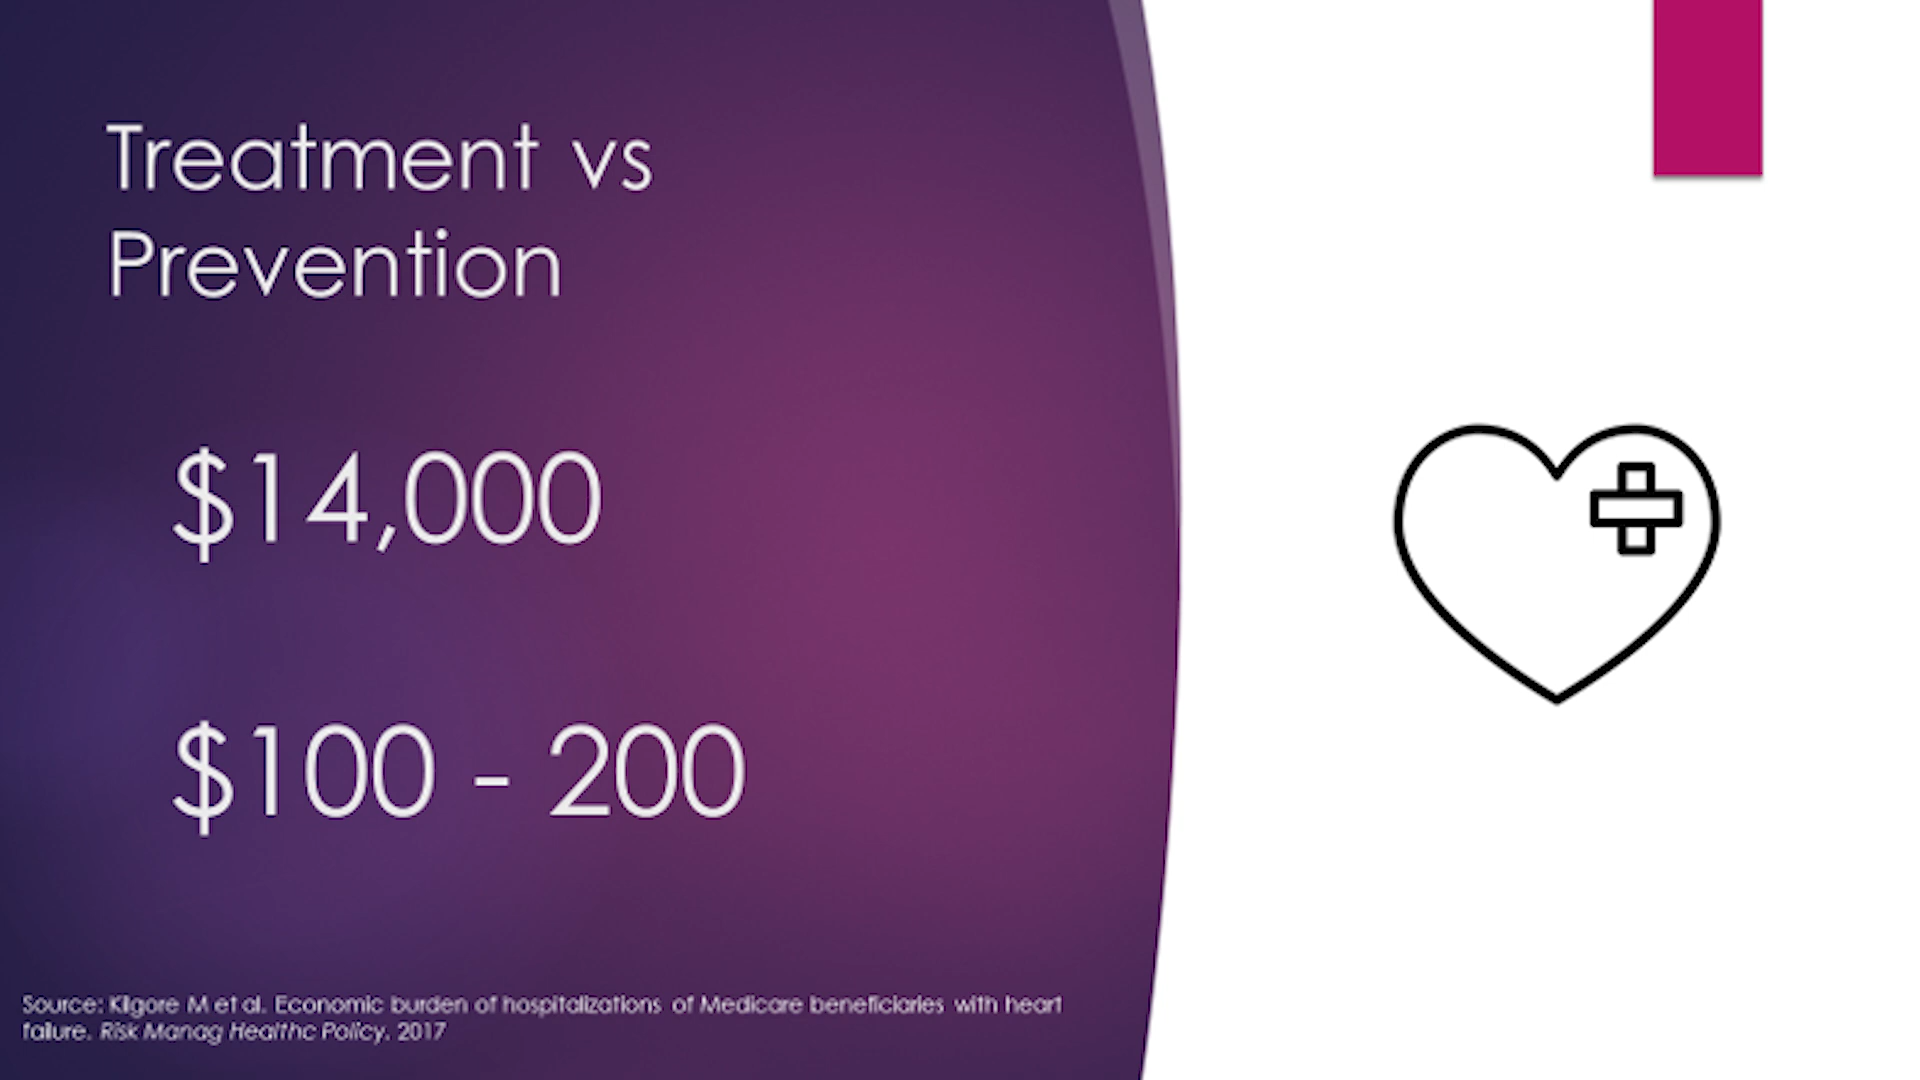 Treatment vs
Prevention
$14,000
$100 - 200
Source: Kilgore M et al. Economic burden of hospitalizations of Medicare beneficiaries with heart
failure. Risk Manag Healthc Policy. 2017